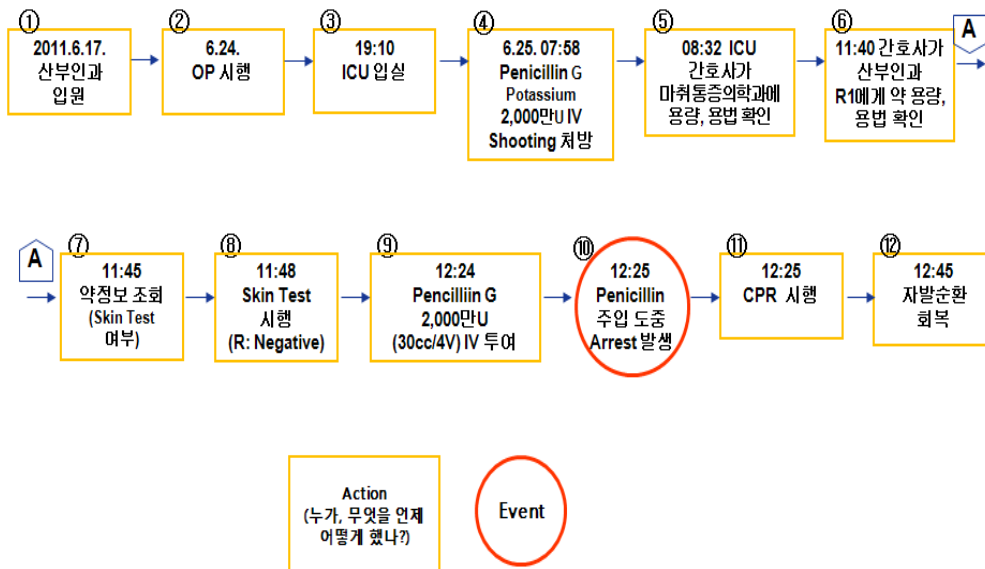 ①
2011.6.17.
산부인과
입원
②
6.24.
OP 시행
③
19:10
ICU 입실
④
6.25. 07:58
Penicillin G
Potassium
2,000만U IV
Shooting 처방
⑤
08:32 ICU
간호사가
마취통증의학과에
용량, 용법 확인
⑥
11:40 간호사가
산부인과
R1에게 약 용량,
용법 확인
A
A
⑦
11:45
약정보 조회
(Skin Test
여부)
⑧
11:48
Skin Test
시행
(R: Negative)
⑨
12:24
Pencilliin G
2,000만U
(30cc/4V) IV 투여
⑩
12:25
Penicillin
주입 도중
Arrest 발생
⑪
12:25
CPR 시행
⑫
12:45
자발순환
회복
Action
(누가, 무엇을 언제
어떻게 했나?)
Event